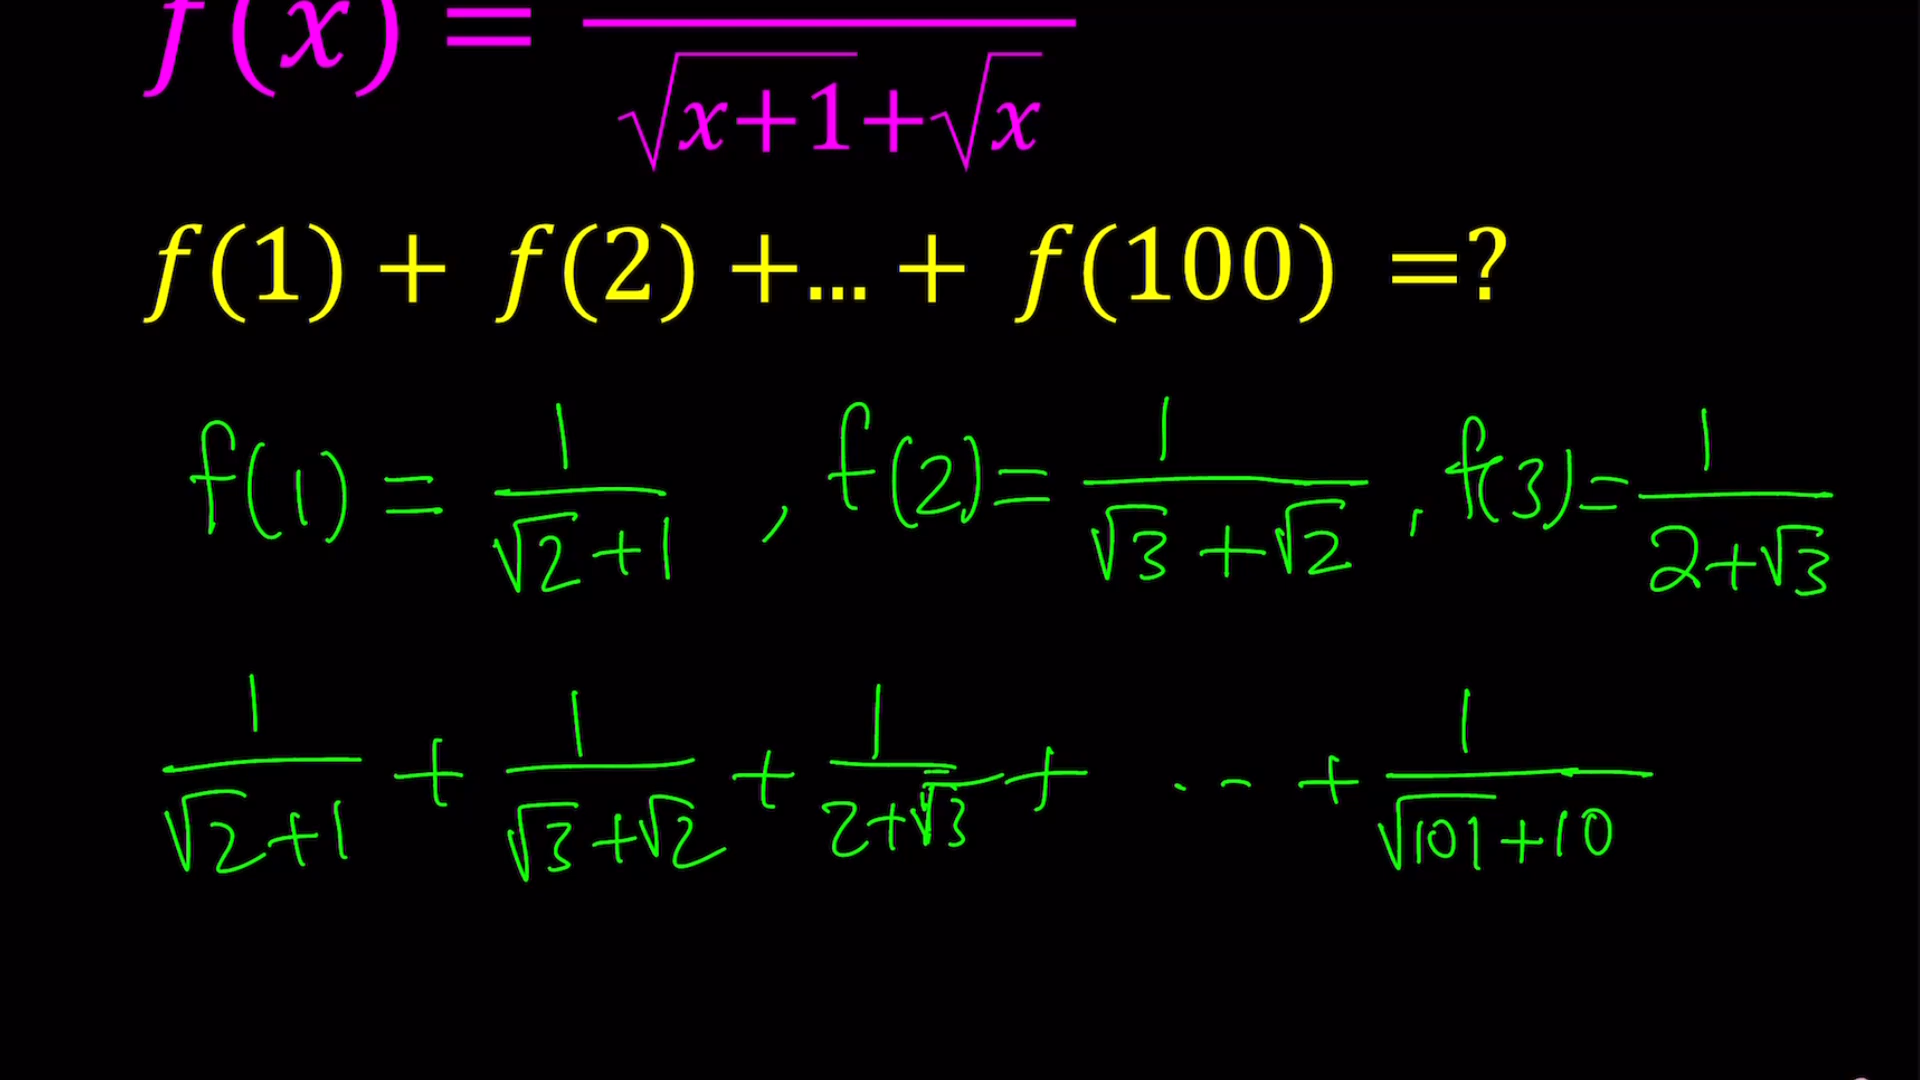 f(x) = ―/(√(x+1)+√x)
f(1) + f(2) +...+ f(100) =?
f(1) = 1/(√2+1) , f(2) = 1/(√3+√2) , f(3) = 1/(2+√3)
1/(√2+1) + 1/(√3+√2) + 1/(2+√3) + ... + 1/(√101+10)